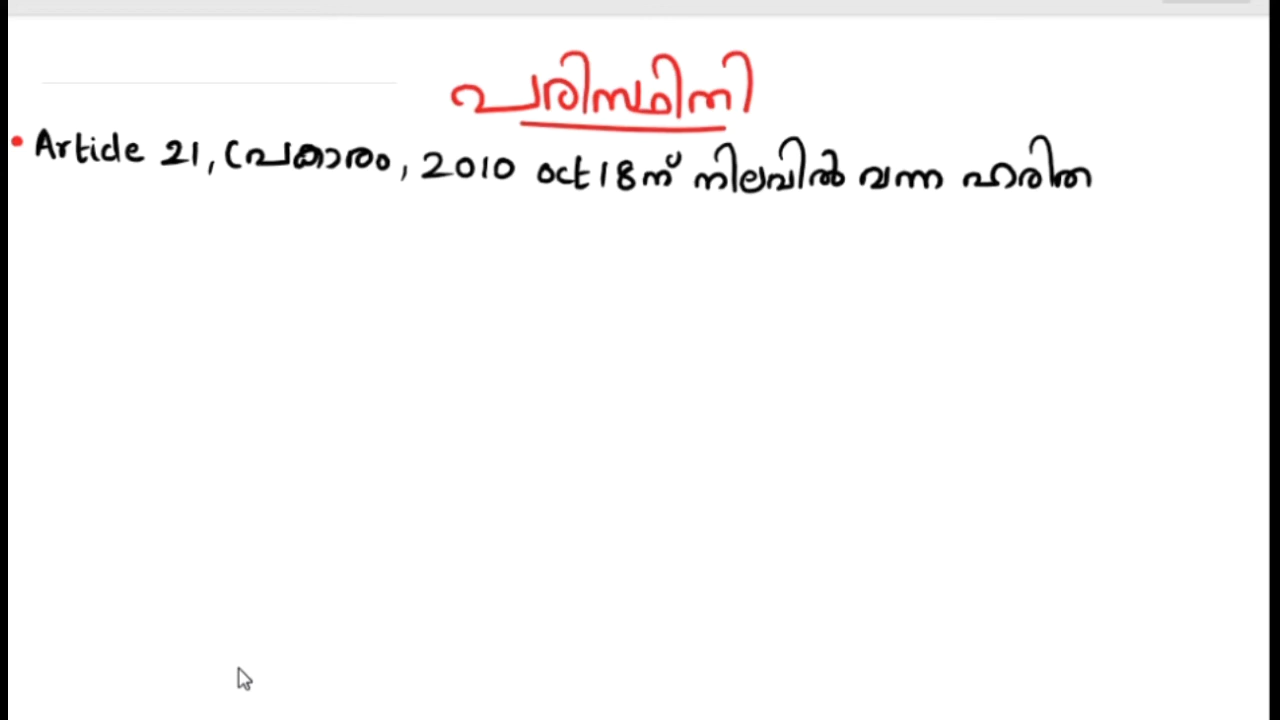 പരിസ്ഥിതി
• Article 21, പ്രകാരം, 2010 oct 18ന് നിലവിൽ വന്ന ഹരിത